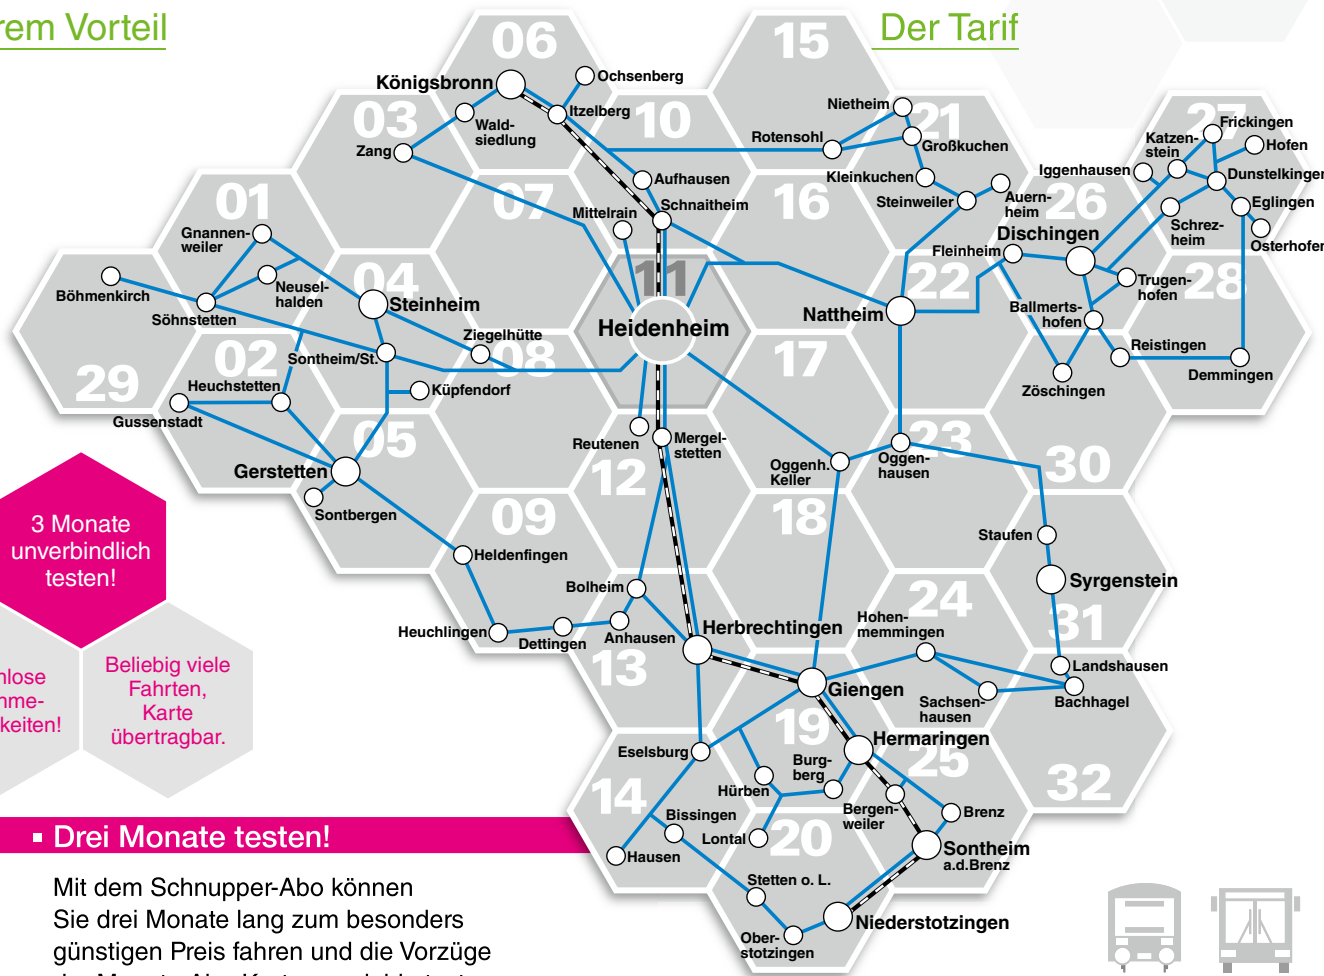 rem Vorteil
Der Tarif
06
15
Königsbronn
Ochsenberg
03
Itzelberg
10
Nietheim
21
27
Wald-
siedlung
Zang
Rotensohl
Großkuchen
Frickingen
Katzen-
stein
Hofen
Iggenhausen
Dunstelkingen
01
07
Aufhausen
16
Kleinkuchen
Steinweiler
Auern-
heim
26
Eglingen
Mittelrain
Schnaitheim
Schrez-
heim
Osterhofen
Gnannen-
weiler
Dischingen
Fleinheim
04
11
22
28
Böhmenkirch
Neusel-
halden
Steinheim
Trugen-
hofen
Söhnstetten
Heidenheim
Nattheim
Ballmerts-
hofen
Ziegelhütte
02
Sontheim/St.
08
17
Reistingen
29
Heuchstetten
Küpfendorf
Zöschingen
Demmingen
Gussenstadt
05
Reutenen
Mergel-
stetten
23
Gerstetten
12
Oggenh.
Keller
Oggen-
hausen
30
Sontbergen
09
18
3 Monate
unverbindlich
testen!
Staufen
Heldenfingen
Bolheim
24
Syrgenstein
Hohen-
memmingen
31
Heuchlingen
Dettingen
Anhausen
Herbrechtingen
13
Landshausen
Beliebig viele
Fahrten,
Karte
übertragbar.
nlose
hme-
keiten!
Giengen
Sachsen-
hausen
Bachhagel
19
Hermaringen
Eselsburg
Burg-
berg
25
32
14
Hürben
Bergen-
weiler
Brenz
Bissingen
Lontal
20
Sontheim
a.d.Brenz
Hausen
Stetten o. L.
Niederstotzingen
Ober-
stotzingen
Drei Monate testen!
Mit dem Schnupper-Abo können
Sie drei Monate lang zum besonders
günstigen Preis fahren und die Vorzüge